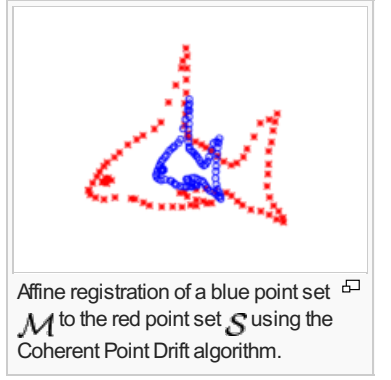 Affine registration of a blue point set
𝓜 to the red point set 𝓢 using the
Coherent Point Drift algorithm.